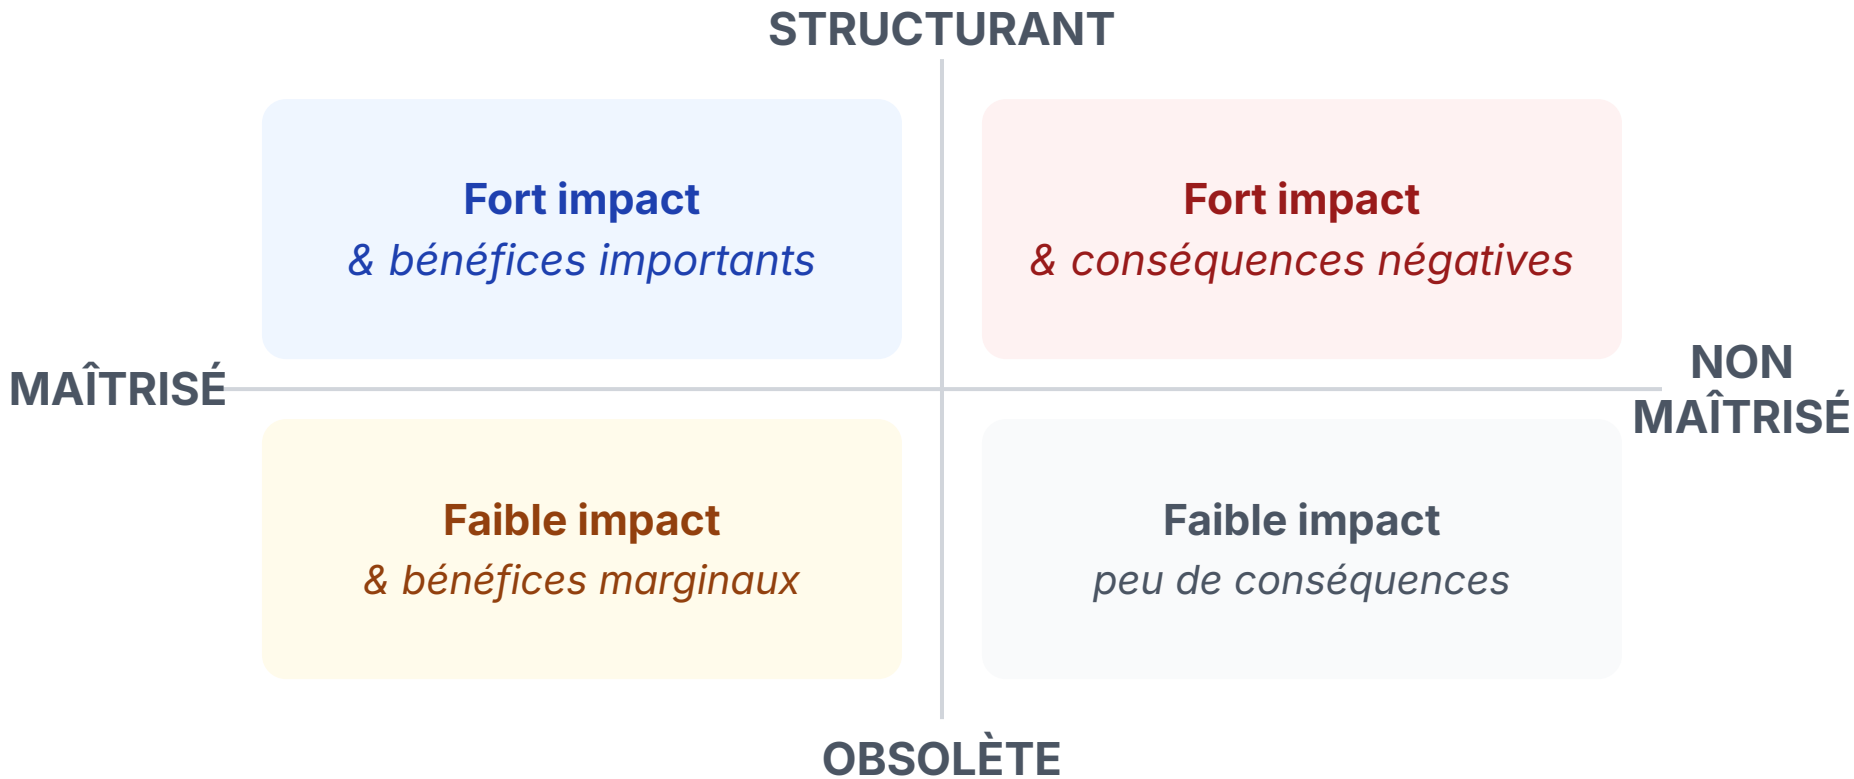 STRUCTURANT
Fort impact
& bénéfices importants
Fort impact
& conséquences négatives
MAÎTRISÉ
NON
MAÎTRISÉ
Faible impact
& bénéfices marginaux
Faible impact
peu de conséquences
OBSOLÈTE